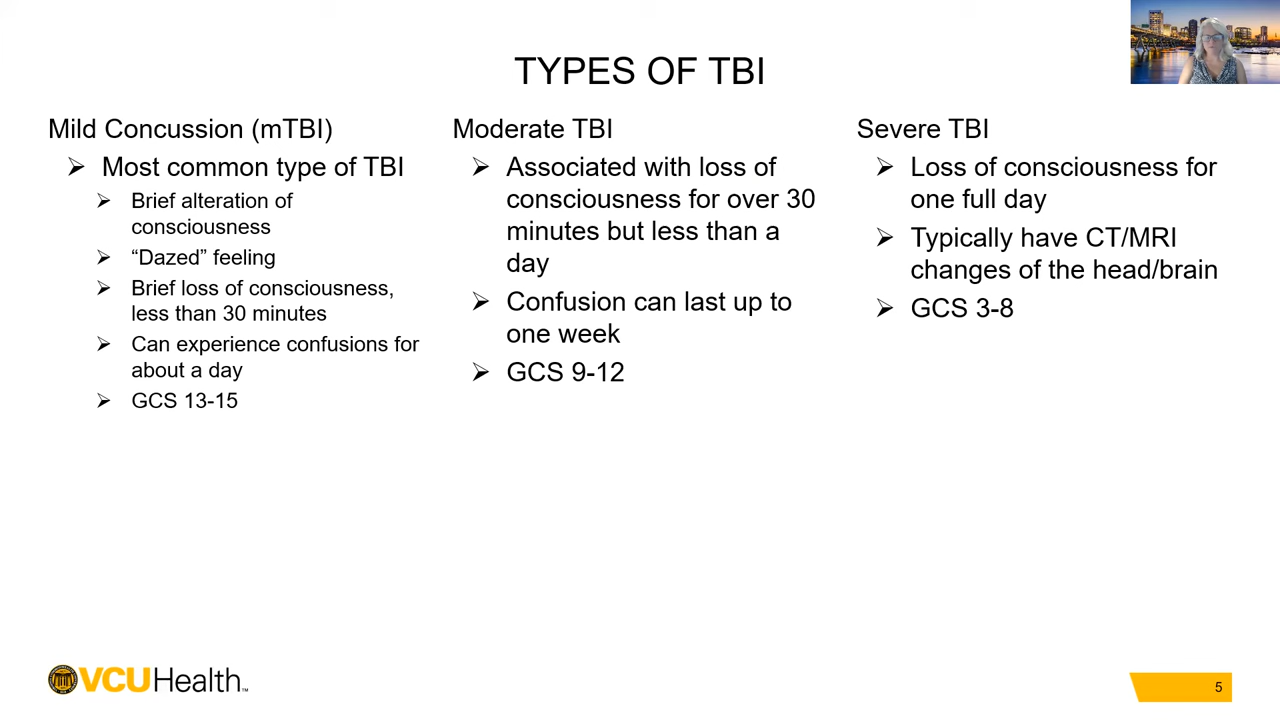 TYPES OF TBI
Mild Concussion (mTBI)
➢ Most common type of TBI
➢ Brief alteration of
consciousness
➢ “Dazed” feeling
➢ Brief loss of consciousness,
less than 30 minutes
➢ Can experience confusions for
about a day
➢ GCS 13-15
Moderate TBI
➢ Associated with loss of
consciousness for over 30
minutes but less than a
day
➢ Confusion can last up to
one week
➢ GCS 9-12
Severe TBI
➢ Loss of consciousness for
one full day
➢ Typically have CT/MRI
changes of the head/brain
➢ GCS 3-8
VCUHealth™
5